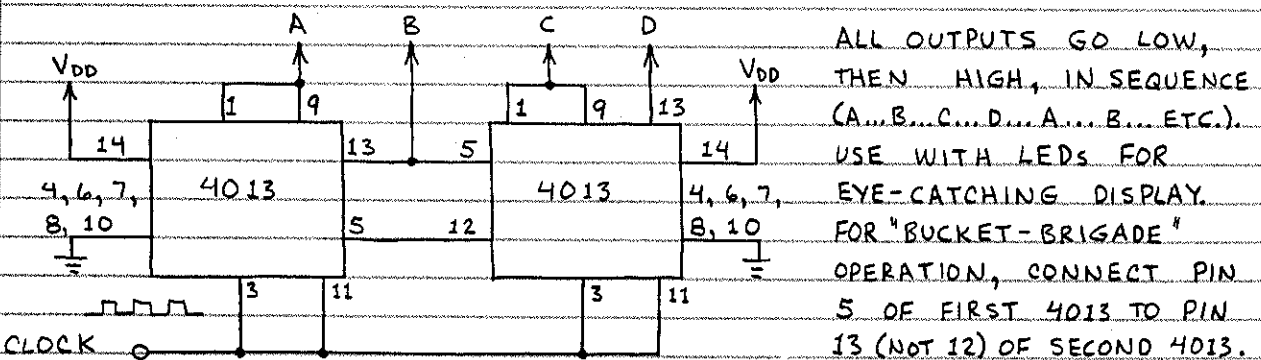 A B C D
VDD VDD
1 9 1 9 13
14 13 5 14
4, 6, 7, 4013 4013 4, 6, 7,
8, 10 5 12 8, 10
3 11 3 11
CLOCK
ALL OUTPUTS GO LOW,
THEN HIGH, IN SEQUENCE
(A...B...C...D...A...B...ETC.).
USE WITH LEDs FOR
EYE-CATCHING DISPLAY.
FOR "BUCKET-BRIGADE"
OPERATION, CONNECT PIN
5 OF FIRST 4013 TO PIN
13 (NOT 12) OF SECOND 4013.